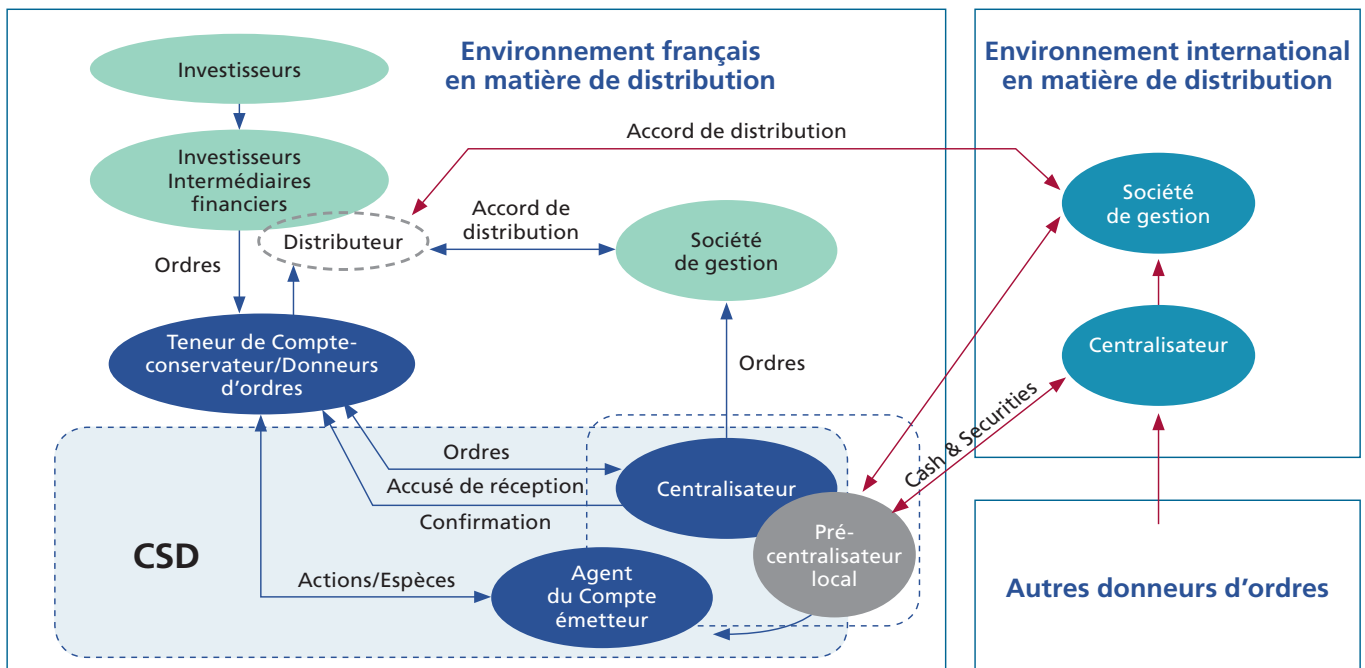 Environnement français
en matière de distribution
Environnement international
en matière de distribution
Investisseurs
Investisseurs
Intermédiaires
financiers
Accord de distribution
Distributeur
Accord de
distribution
Société
de gestion
Société
de gestion
Ordres
Teneur de Compte-
conservateur/Donneurs
d'ordres
Ordres
Centralisateur
Cash & Securities
Ordres
Accusé de réception
Confirmation
Centralisateur
Pré-
centralisateur
local
CSD
Actions/Espèces
Agent
du Compte
émetteur
Autres donneurs d'ordres